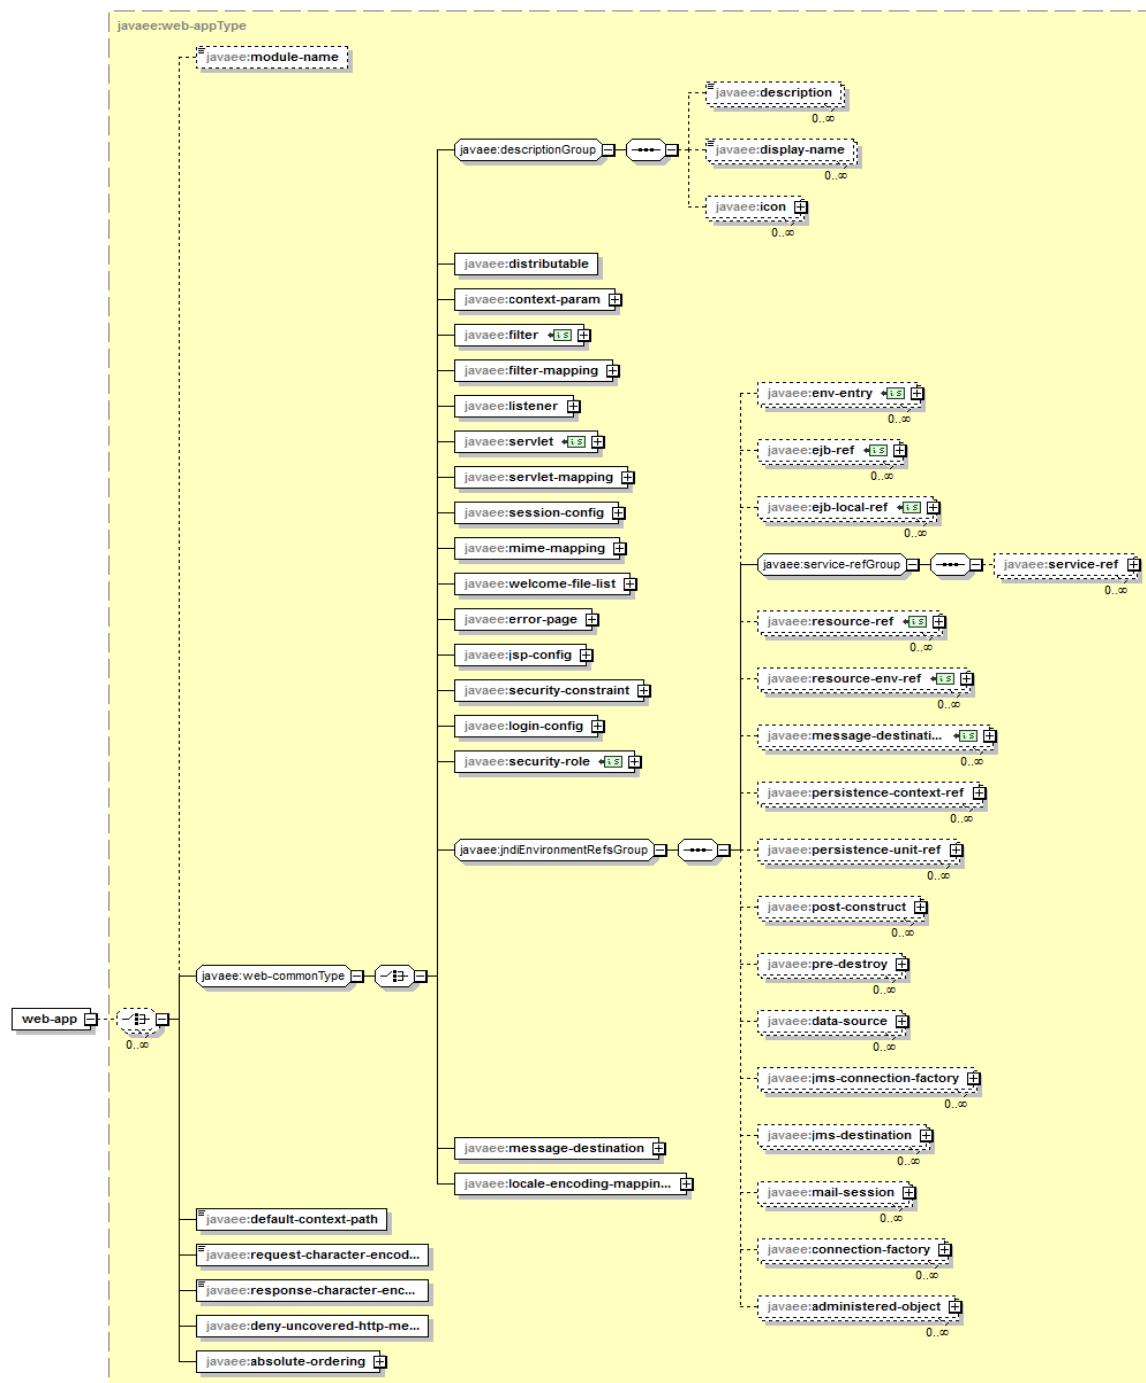 javaee:web-appType
javaee:module-name
javaee:description
0..∞
javaee:descriptionGroup
javaee:display-name
0..∞
javaee:icon
0..∞
javaee:distributable
javaee:context-param
javaee:filter
javaee:filter-mapping
javaee:listener
javaee:servlet
javaee:servlet-mapping
javaee:session-config
javaee:mime-mapping
javaee:welcome-file-list
javaee:error-page
javaee:jsp-config
javaee:security-constraint
javaee:login-config
javaee:security-role
javaee:env-entry
0..∞
javaee:ejb-ref
0..∞
javaee:ejb-local-ref
0..∞
javaee:service-refGroup
javaee:service-ref
0..∞
javaee:resource-ref
0..∞
javaee:resource-env-ref
0..∞
javaee:message-destinati...
0..∞
javaee:persistence-context-ref
0..∞
javaee:jndiEnvironmentRefsGroup
javaee:persistence-unit-ref
0..∞
javaee:post-construct
0..∞
javaee:pre-destroy
0..∞
javaee:data-source
0..∞
javaee:jms-connection-factory
0..∞
javaee:jms-destination
0..∞
javaee:mail-session
0..∞
javaee:connection-factory
0..∞
javaee:administered-object
0..∞
javaee:web-commonType
web-app
0..∞
javaee:message-destination
javaee:locale-encoding-mappin...
javaee:default-context-path
javaee:request-character-encod...
javaee:response-character-enc...
javaee:deny-uncovered-http-me...
javaee:absolute-ordering